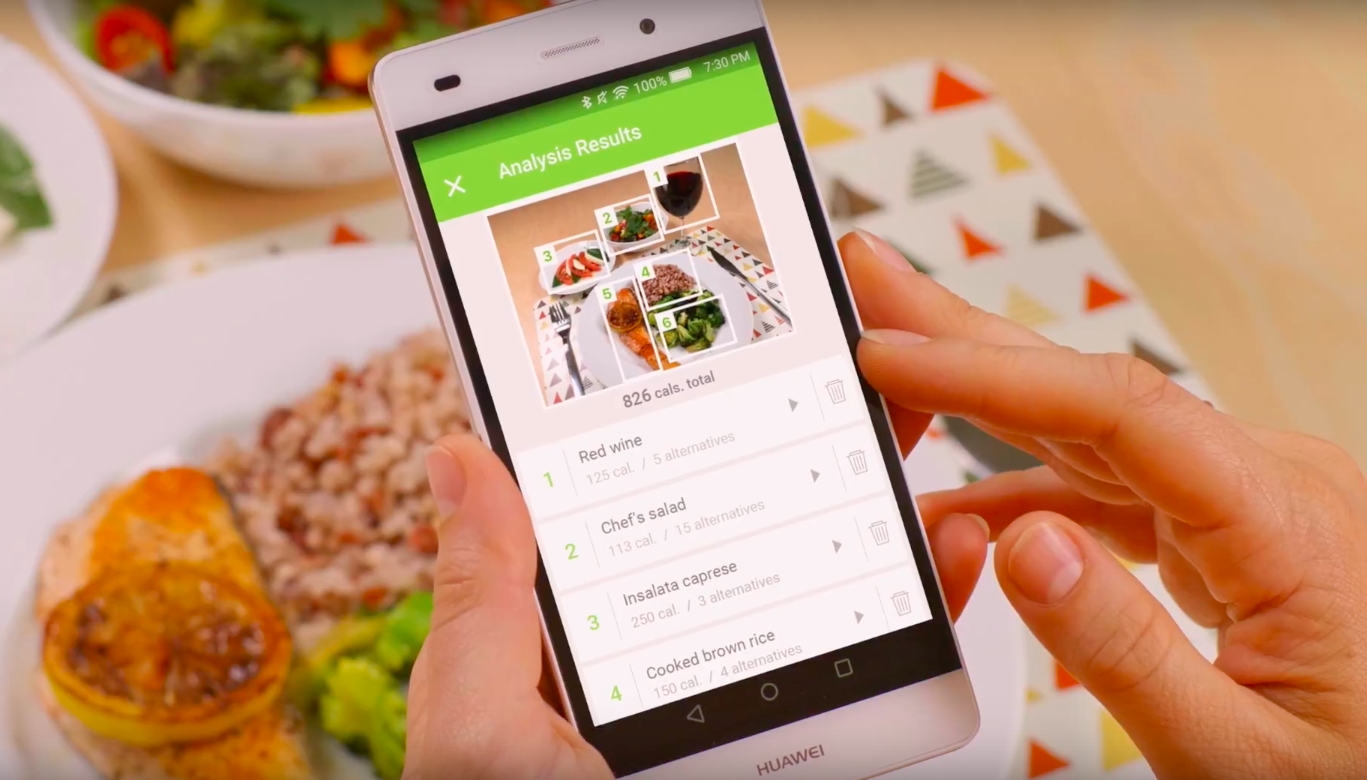 100% 7:30 PM
Analysis Results
1
2
3
4
5
6
826 cals. total
1 Red wine
125 cal. / 5 alternatives
2 Chef's salad
113 cal. / 15 alternatives
3 Insalata caprese
250 cal. / 3 alternatives
4 Cooked brown rice
150 cal. / 4 alternatives
HUAWEI